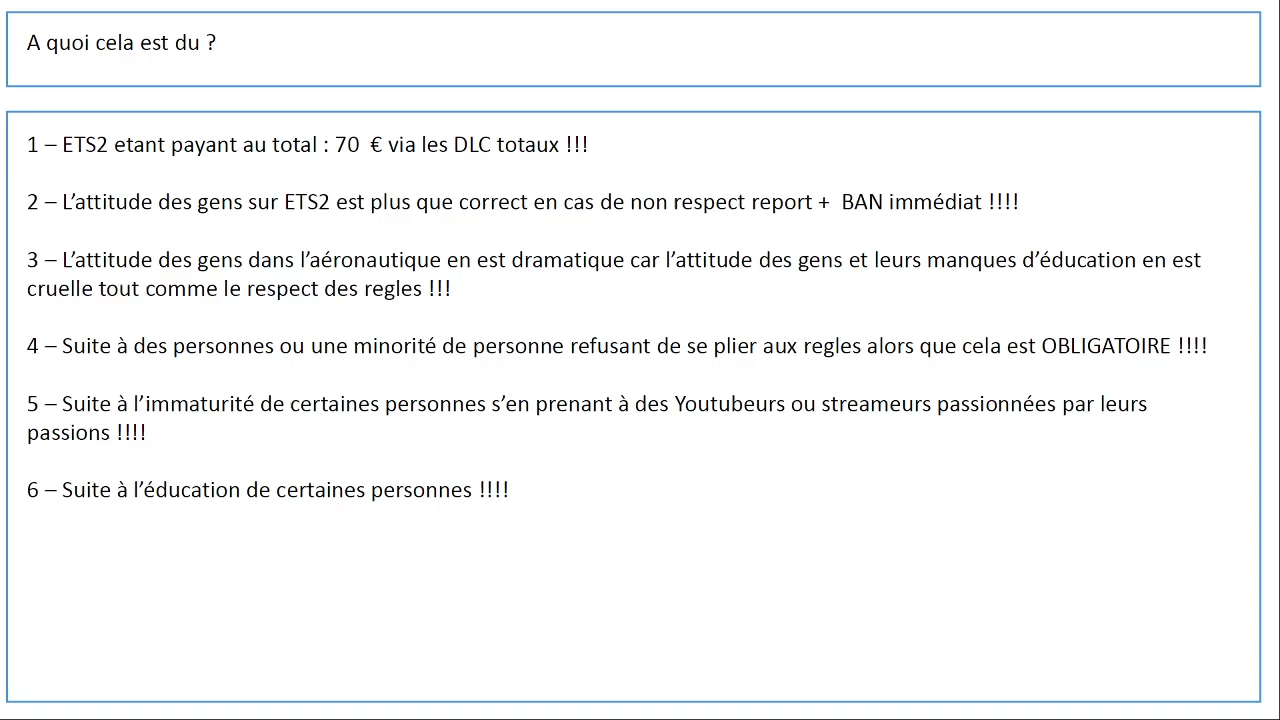 A quoi cela est du ?
1 – ETS2 etant payant au total : 70  € via les DLC totaux !!!
2 – L’attitude des gens sur ETS2 est plus que correct en cas de non respect report +  BAN immédiat !!!!
3 – L’attitude des gens dans l’aéronautique en est dramatique car l’attitude des gens et leurs manques d’éducation en est
cruelle tout comme le respect des regles !!!
4 – Suite à des personnes ou une minorité de personne refusant de se plier aux regles alors que cela est OBLIGATOIRE !!!!
5 – Suite à l’immaturité de certaines personnes s’en prenant à des Youtubeurs ou streameurs passionnées par leurs
passions !!!!
6 – Suite à l’éducation de certaines personnes !!!!